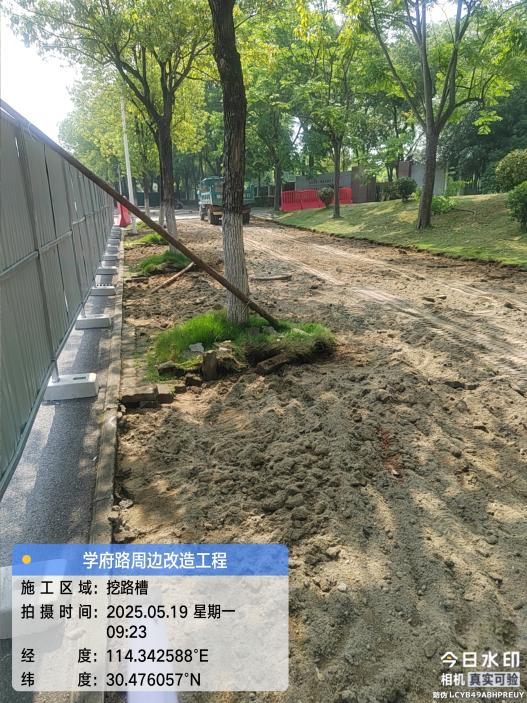 学府路周边改造工程
施工区域: 挖路槽
拍摄时间: 2025.05.19 星期一
09:23
经度: 114.342588°E
纬度: 30.476057°N
今日水印
相机 真实可验
防伪 LCYB49ABHPREUY